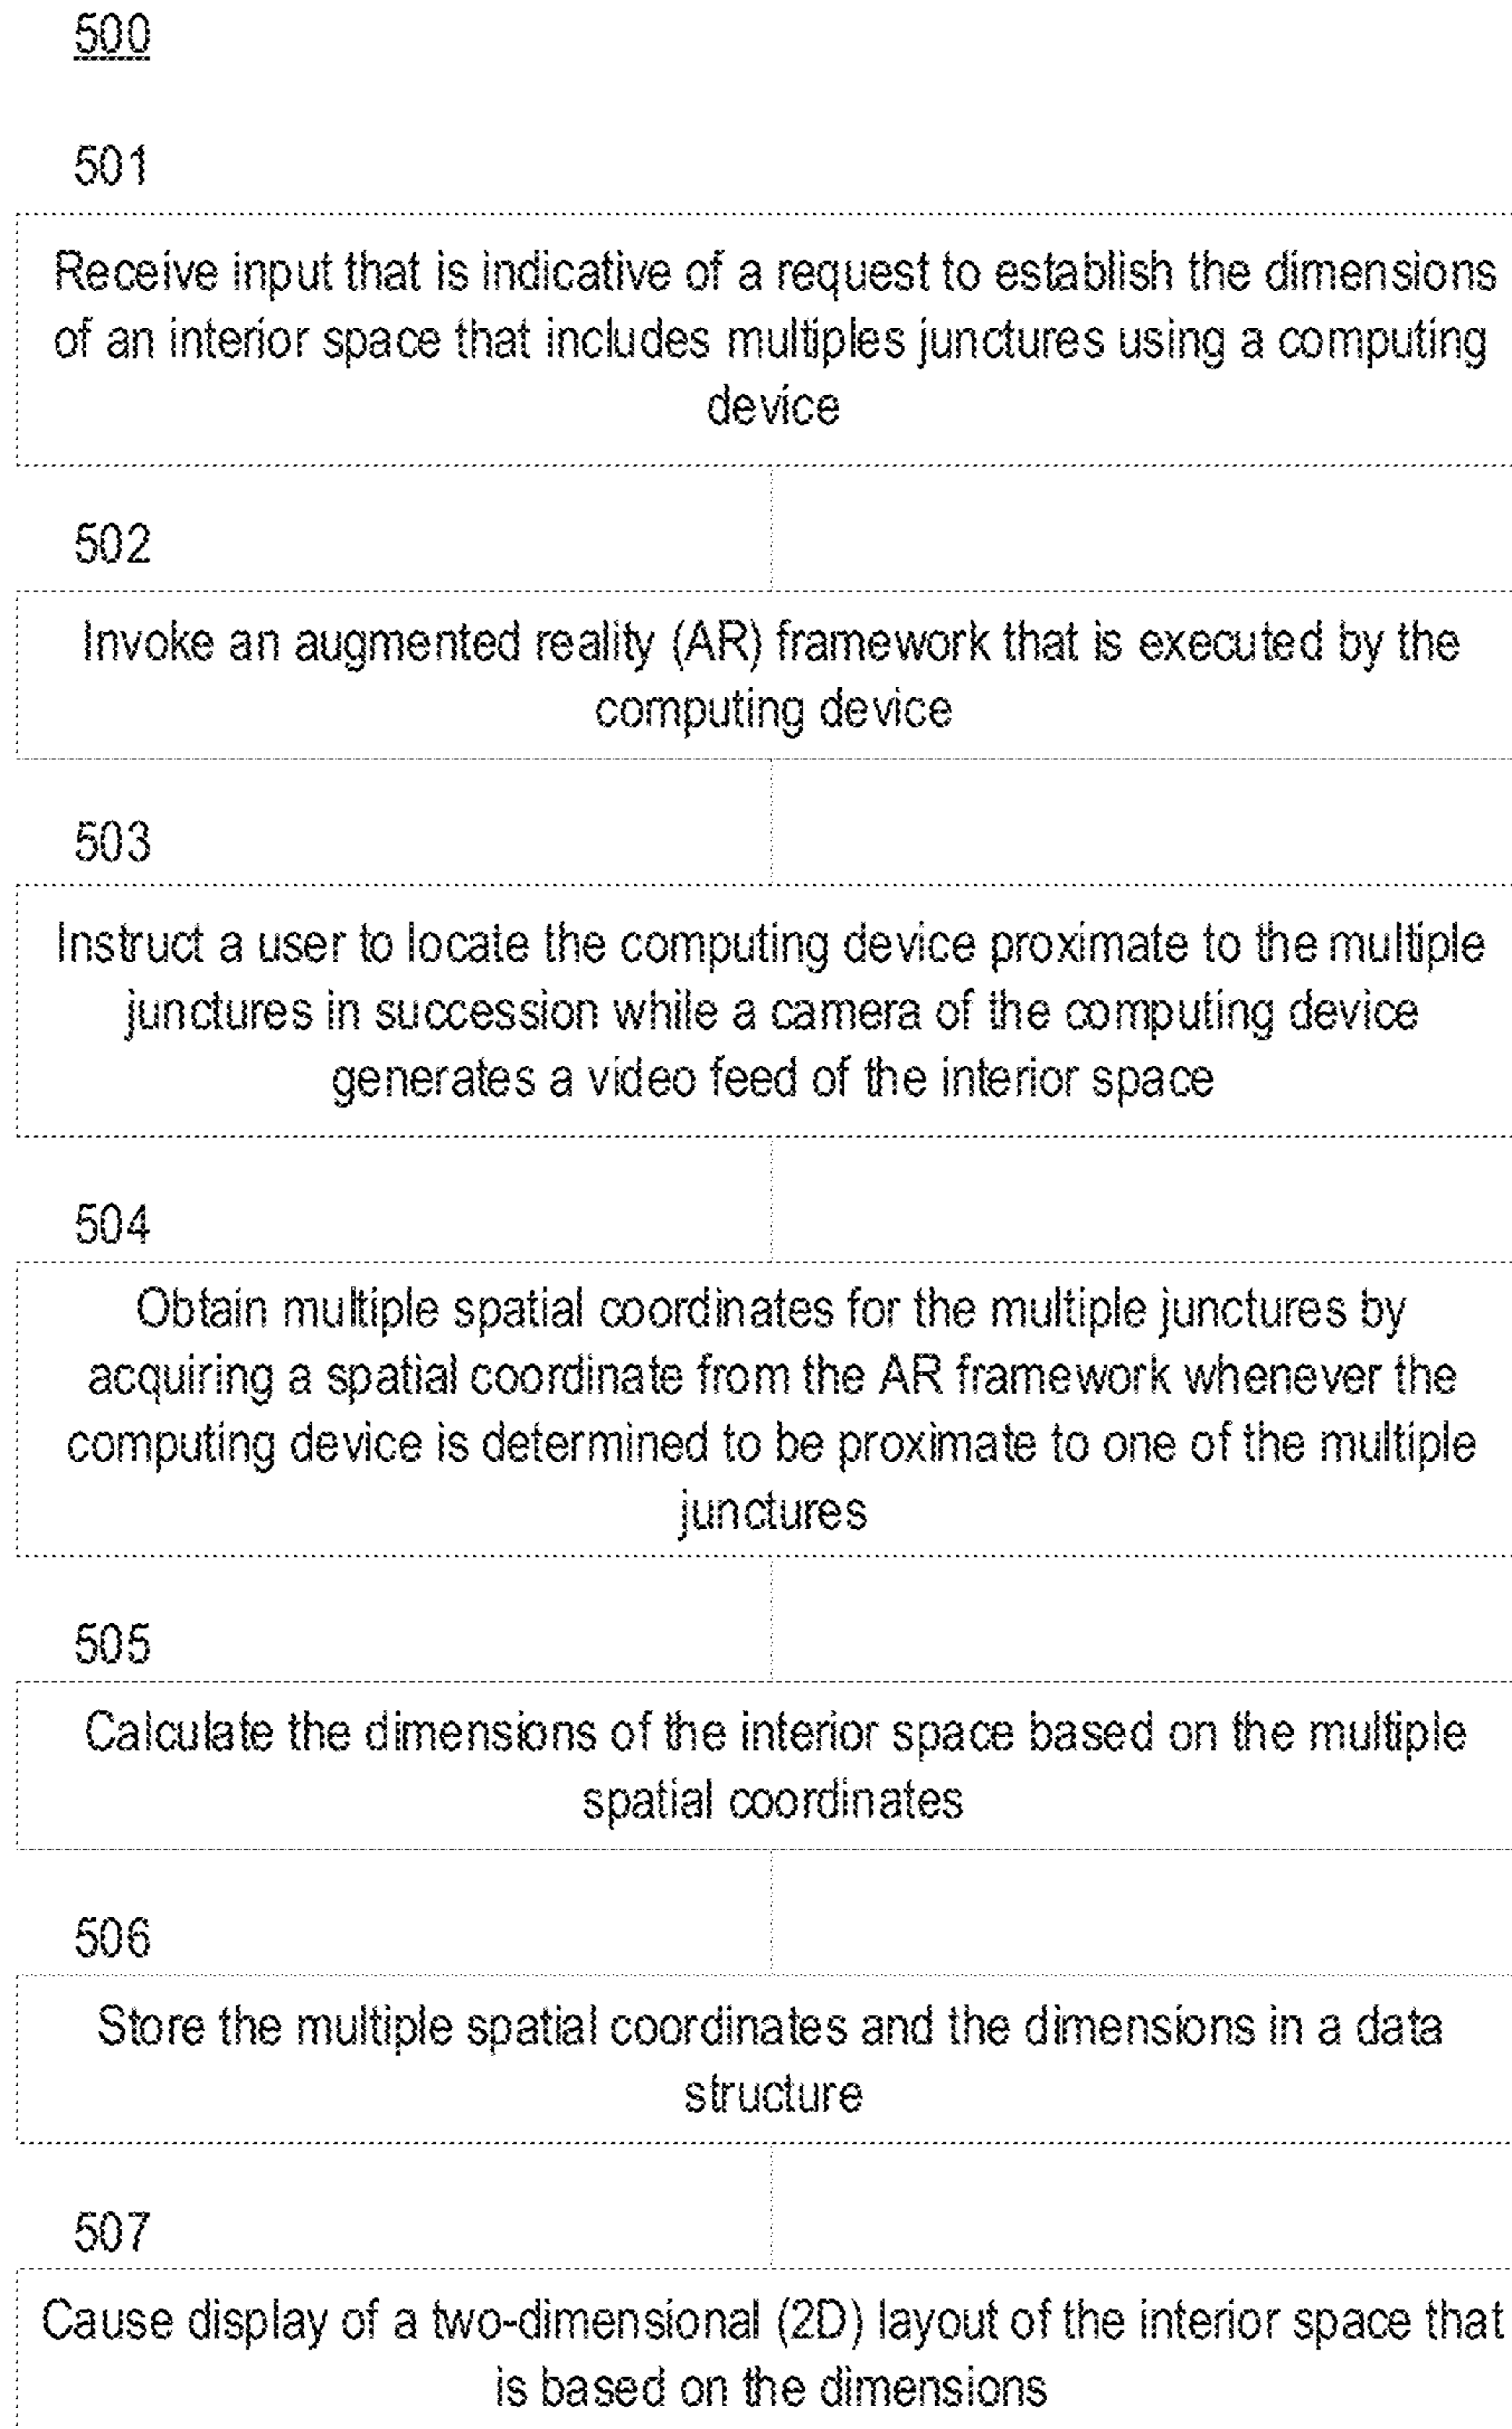 500
501
Receive input that is indicative of a request to establish the dimensions
of an interior space that includes multiples junctures using a computing
device
502
Invoke an augmented reality (AR) framework that is executed by the
computing device
503
Instruct a user to locate the computing device proximate to the multiple
junctures in succession while a camera of the computing device
generates a video feed of the interior space
504
Obtain multiple spatial coordinates for the multiple junctures by
acquiring a spatial coordinate from the AR framework whenever the
computing device is determined to be proximate to one of the multiple
junctures
505
Calculate the dimensions of the interior space based on the multiple
spatial coordinates
506
Store the multiple spatial coordinates and the dimensions in a data
structure
507
Cause display of a two-dimensional (2D) layout of the interior space that
is based on the dimensions